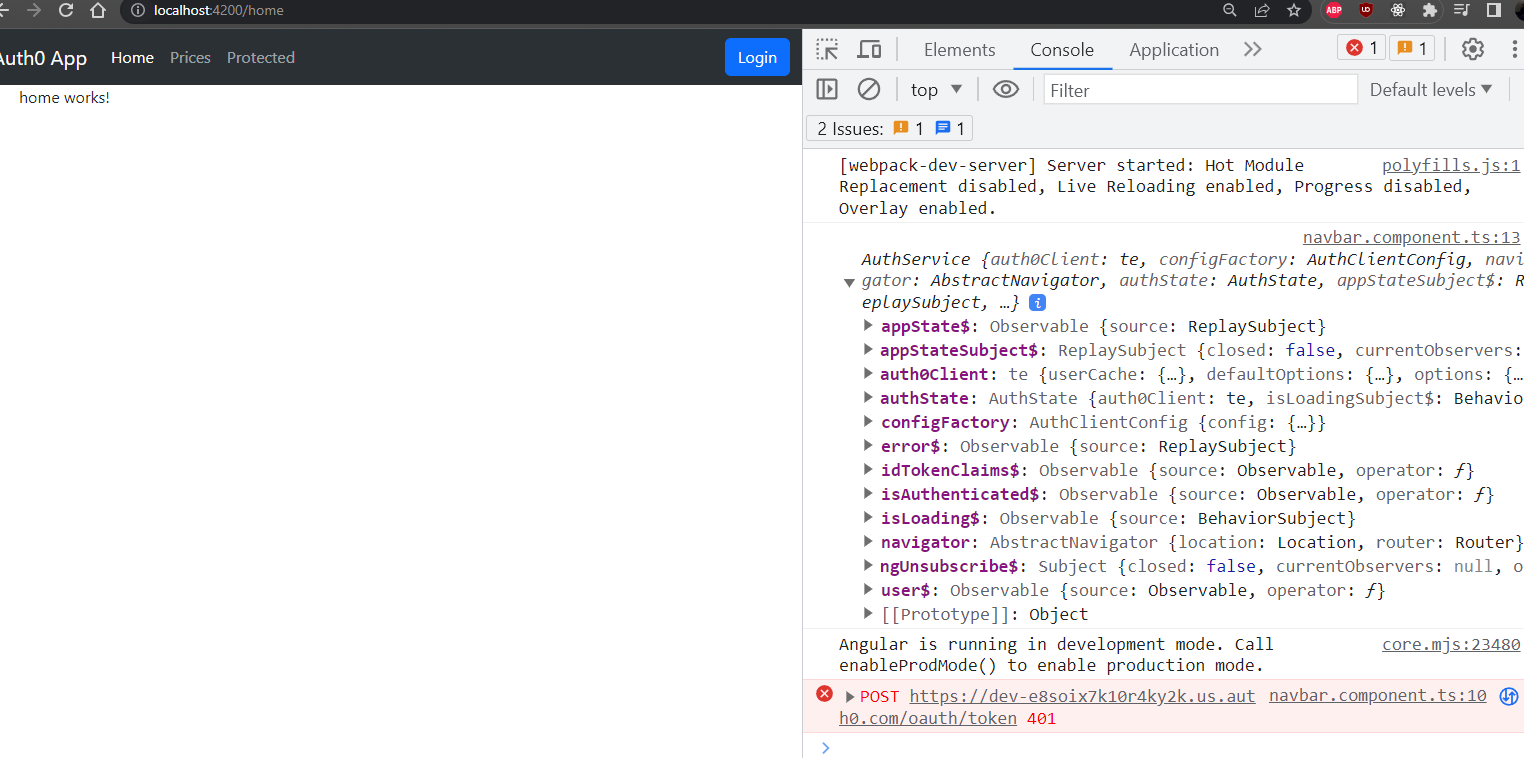 localhost:4200/home
ABP
UD
Auth0 App Home Prices Protected Login
home works!
Elements Console Application 1 1
top Filter Default levels
2 Issues: 1 1
[webpack-dev-server] Server started: Hot Module polyfills.js:1
Replacement disabled, Live Reloading enabled, Progress disabled,
Overlay enabled.
navbar.component.ts:13
AuthService {auth0Client: te, configFactory: AuthClientConfig, navi
gator: AbstractNavigator, authState: AuthState, appStateSubject$: R
eplaySubject, …} i
appState$: Observable {source: ReplaySubject}
appStateSubject$: ReplaySubject {closed: false, currentObservers:
auth0Client: te {userCache: {…}, defaultOptions: {…}, options: {…
authState: AuthState {auth0Client: te, isLoadingSubject$: Behavio
configFactory: AuthClientConfig {config: {…}}
error$: Observable {source: ReplaySubject}
idTokenClaims$: Observable {source: Observable, operator: ƒ}
isAuthenticated$: Observable {source: Observable, operator: ƒ}
isLoading$: Observable {source: BehaviorSubject}
navigator: AbstractNavigator {location: Location, router: Router}
ngUnsubscribe$: Subject {closed: false, currentObservers: null, o
user$: Observable {source: Observable, operator: ƒ}
[[Prototype]]: Object
Angular is running in development mode. Call core.mjs:23480
enableProdMode() to enable production mode.
POST https://dev-e8soix7k10r4ky2k.us.aut navbar.component.ts:10
h0.com/oauth/token 401